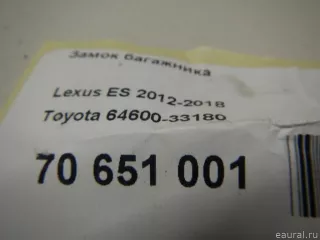 Замок багажника
Lexus ES 2012-2018
Toyota 64600-33180
70 651 001
eaural.ru